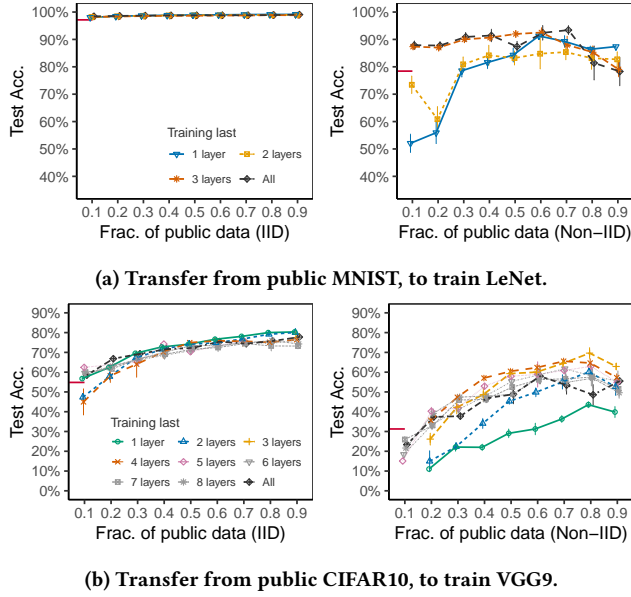 100%
90%
80%
70%
60%
50%
40%
Test Acc.
Training last
1 layer 2 layers
3 layers All
0.1 0.2 0.3 0.4 0.5 0.6 0.7 0.8 0.9
Frac. of public data (IID)
100%
90%
80%
70%
60%
50%
40%
Test Acc.
0.1 0.2 0.3 0.4 0.5 0.6 0.7 0.8 0.9
Frac. of public data (Non−IID)
(a) Transfer from public MNIST, to train LeNet.
90%
80%
70%
60%
50%
40%
30%
20%
10%
0%
Test Acc.
Training last
1 layer 2 layers 3 layers
4 layers 5 layers 6 layers
7 layers 8 layers All
0.1 0.2 0.3 0.4 0.5 0.6 0.7 0.8 0.9
Frac. of public data (IID)
90%
80%
70%
60%
50%
40%
30%
20%
10%
0%
Test Acc.
0.1 0.2 0.3 0.4 0.5 0.6 0.7 0.8 0.9
Frac. of public data (Non−IID)
(b) Transfer from public CIFAR10, to train VGG9.